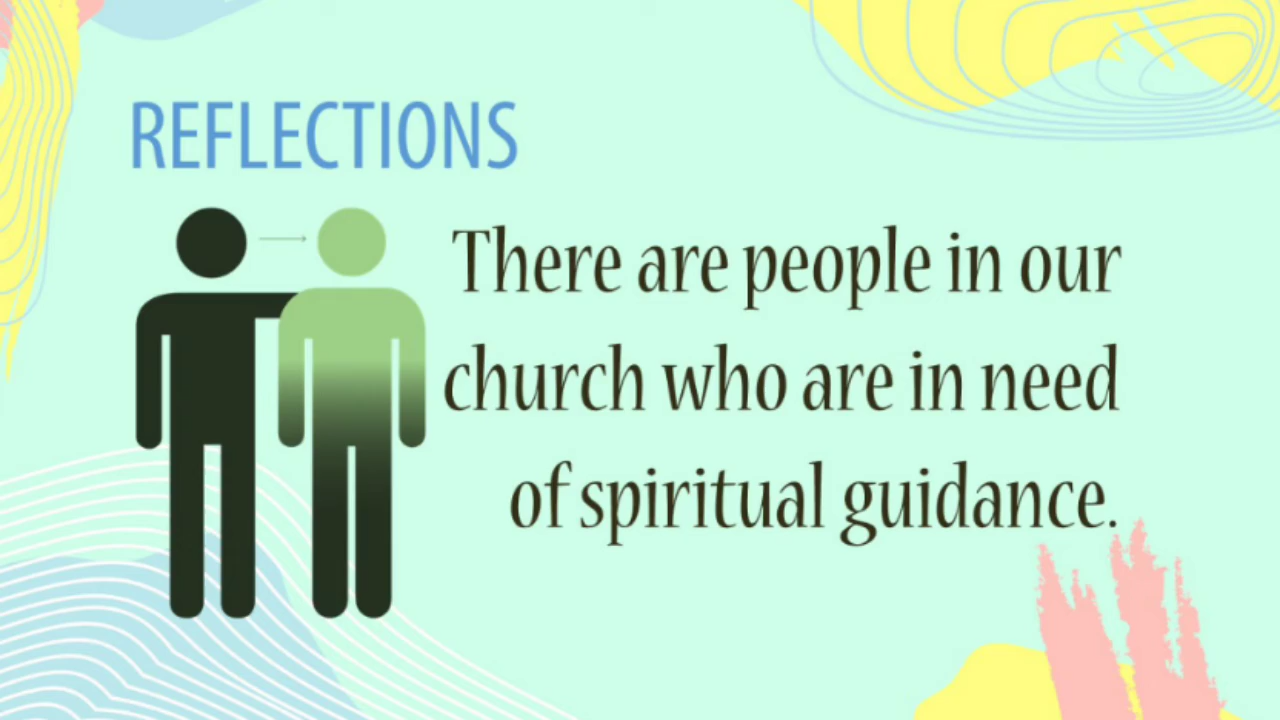 REFLECTIONS
There are people in our
church who are in need
of spiritual guidance.